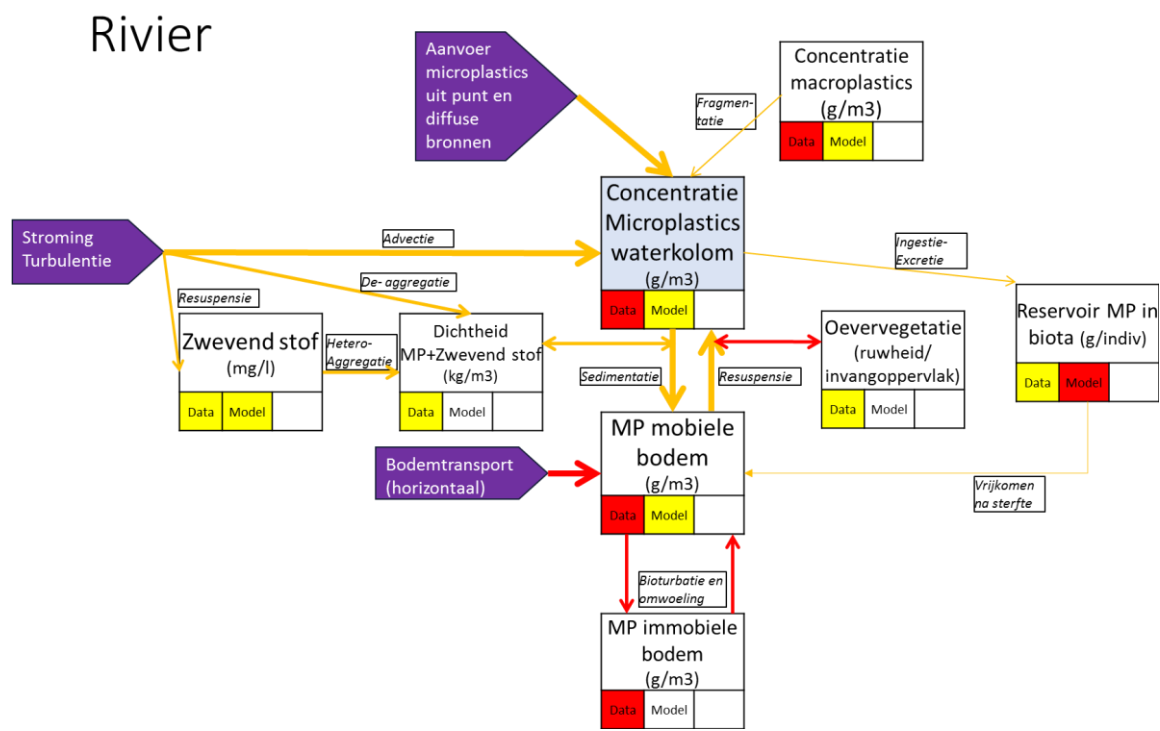 Rivier
Aanvoer
microplastics
uit punt en
diffuse
bronnen
Concentratie
macroplastics
(g/m3)
Data Model
Fragmen-
tatie
Concentratie
Microplastics
waterkolom
(g/m3)
Data Model
Stroming
Turbulentie
Advectie
De- aggregatie
Resuspensie
Ingestie-
Excretie
Zwevend stof
(mg/l)
Data Model
Hetero-
Aggregatie
Dichtheid
MP+Zwevend stof
(kg/m3)
Data Model
Sedimentatie
Resuspensie
Oevervegetatie
(ruwheid/
invangoppervlak)
Data Model
Reservoir MP in
biota (g/indiv)
Data Model
Bodemtransport
(horizontaal)
MP mobiele
bodem
(g/m3)
Data Model
Vrijkomen
na sterfte
Bioturbatie en
omwoeling
MP immobiele
bodem
(g/m3)
Data Model